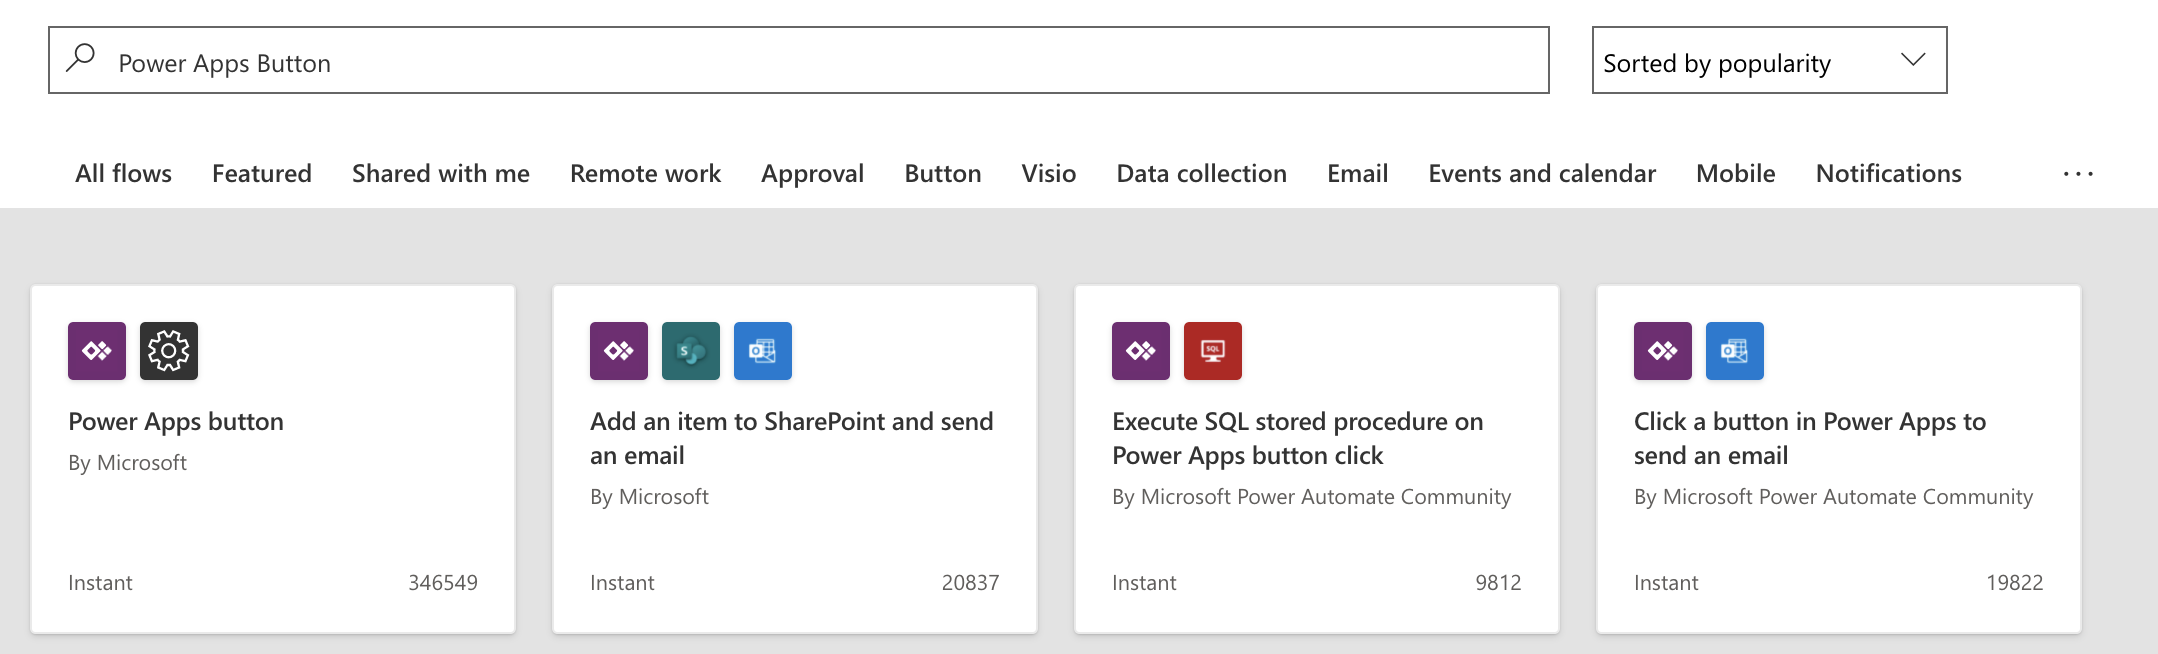 Power Apps Button
Sorted by popularity
All flows Featured Shared with me Remote work Approval Button Visio Data collection Email Events and calendar Mobile Notifications ...
Power Apps button
By Microsoft
Instant 346549
S
Add an item to SharePoint and send
an email
By Microsoft
Instant 20837
SQL
Execute SQL stored procedure on
Power Apps button click
By Microsoft Power Automate Community
Instant 9812
Click a button in Power Apps to
send an email
By Microsoft Power Automate Community
Instant 19822